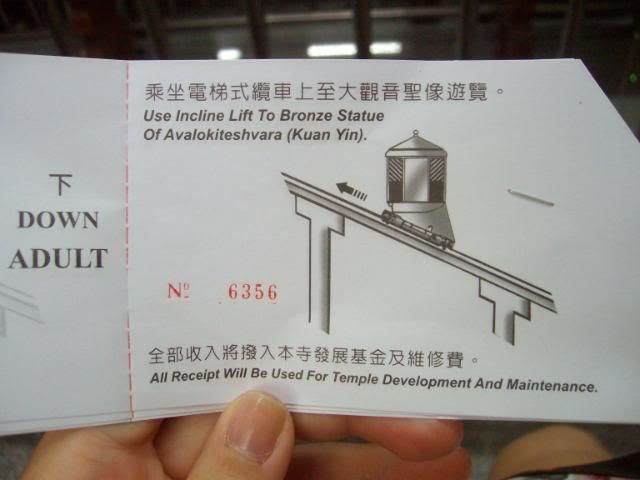 乘坐電梯式纜車上至大觀音聖像遊覽。
Use Incline Lift To Bronze Statue
Of Avalokiteshvara (Kuan Yin).
下
DOWN
ADULT
Nº 6356
全部收入將撥入本寺發展基金及維修費。
All Receipt Will Be Used For Temple Development And Maintenance.